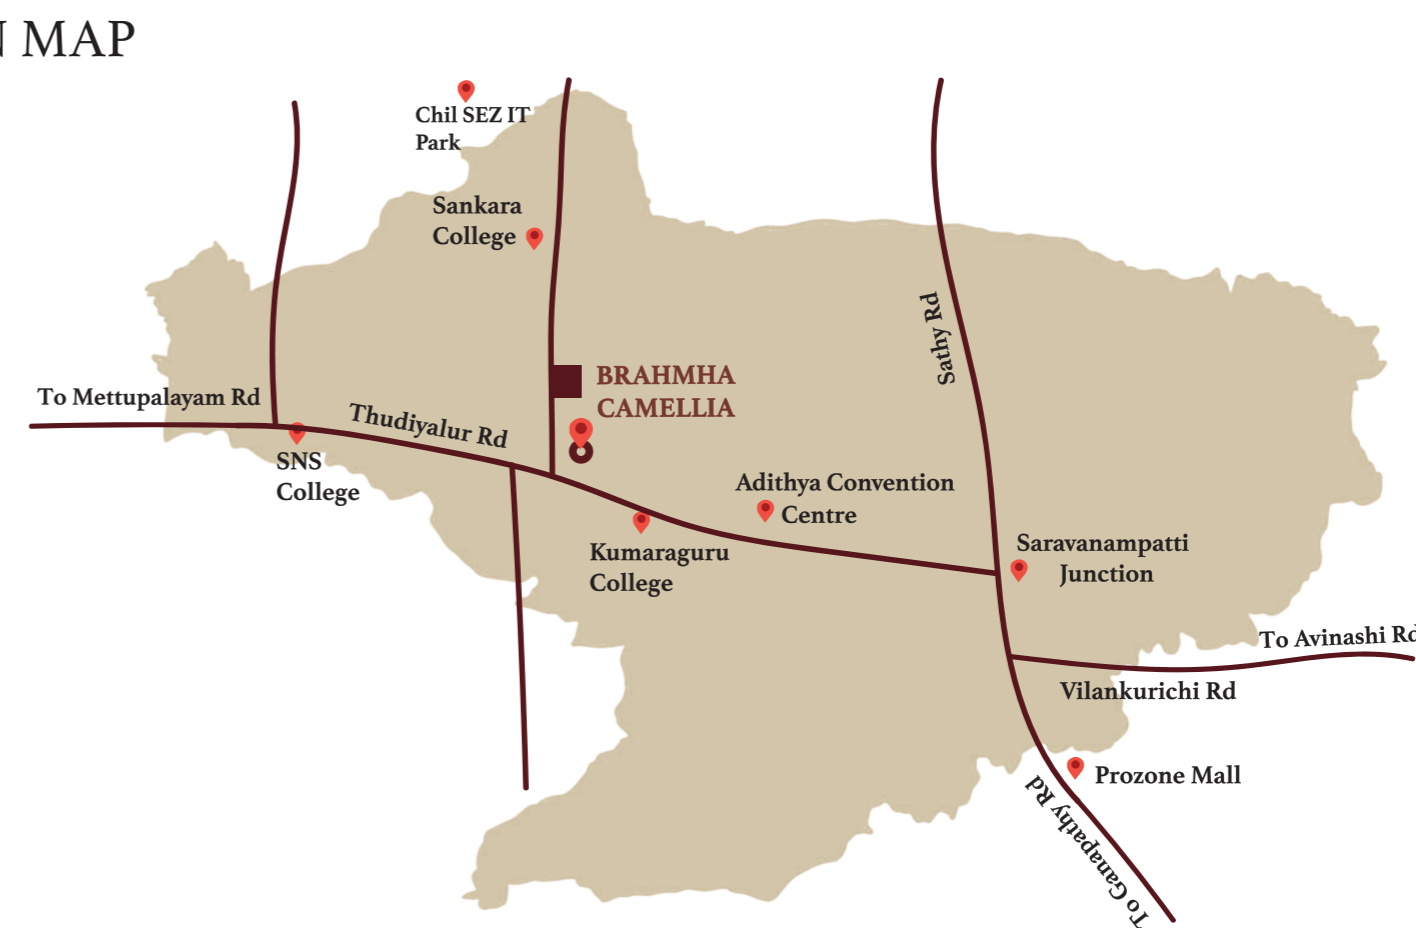 MAP
Chil SEZ IT
Park
Sankara
College
Sathy Rd
BRAHMHA
CAMELLIA
To Mettupalayam Rd
Thudiyalur Rd
SNS
College
Adithya Convention
Centre
Kumaraguru
College
Saravanampatti
Junction
To Avinashi Rd
Vilankurichi Rd
Prozone Mall
To Ganapathy Rd